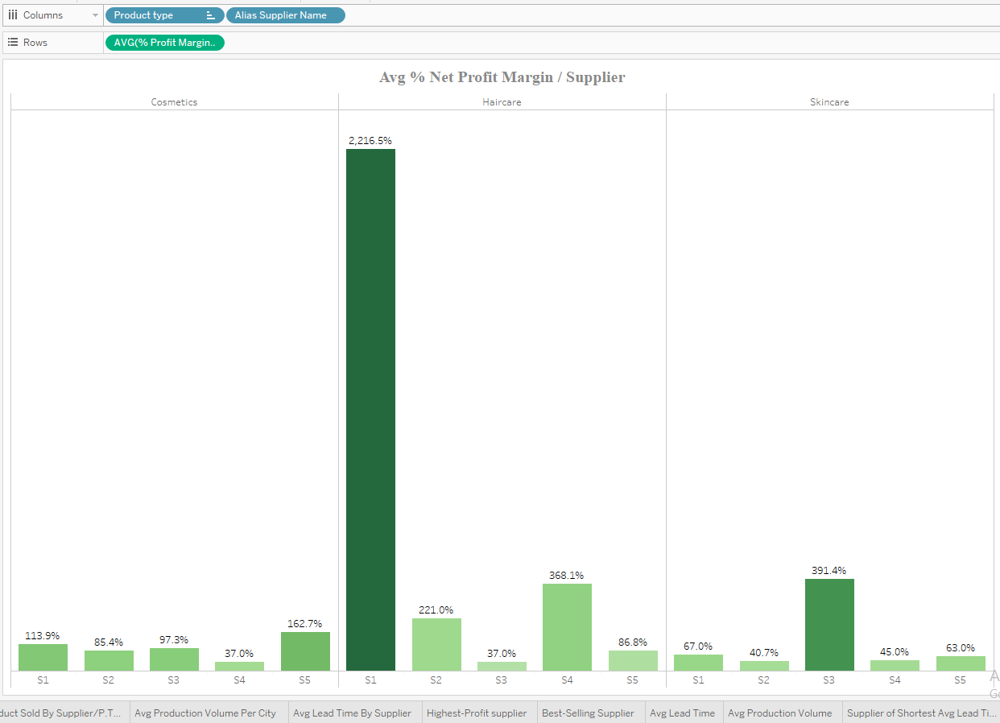 Columns
Product type
Alias Supplier Name
Rows
AVG(% Profit Margin..
Avg % Net Profit Margin / Supplier
Cosmetics
Haircare
Skincare
113.9%
85.4%
97.3%
37.0%
162.7%
2,216.5%
221.0%
37.0%
368.1%
86.8%
67.0%
40.7%
391.4%
45.0%
63.0%
S1 S2 S3 S4 S5 S1 S2 S3 S4 S5 S1 S2 S3 S4 S5
duct Sold By Supplier/P.T... Avg Production Volume Per City Avg Lead Time By Supplier Highest-Profit supplier Best-Selling Supplier Avg Lead Time Avg Production Volume Supplier of Shortest Avg Lead Ti...